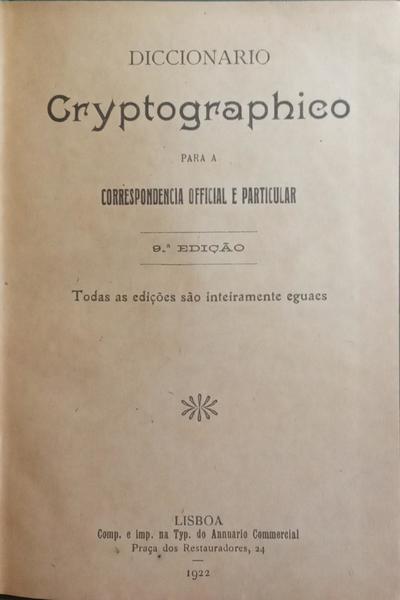 DICCIONARIO
Cryptographico
PARA A
CORRESPONDENCIA OFFICIAL E PARTICULAR
9.ª EDIÇÃO
Todas as edições são inteiramente eguaes
LISBOA
Comp. e imp. na Typ. do Annuario Commercial
Praça dos Restauradores, 24
1922